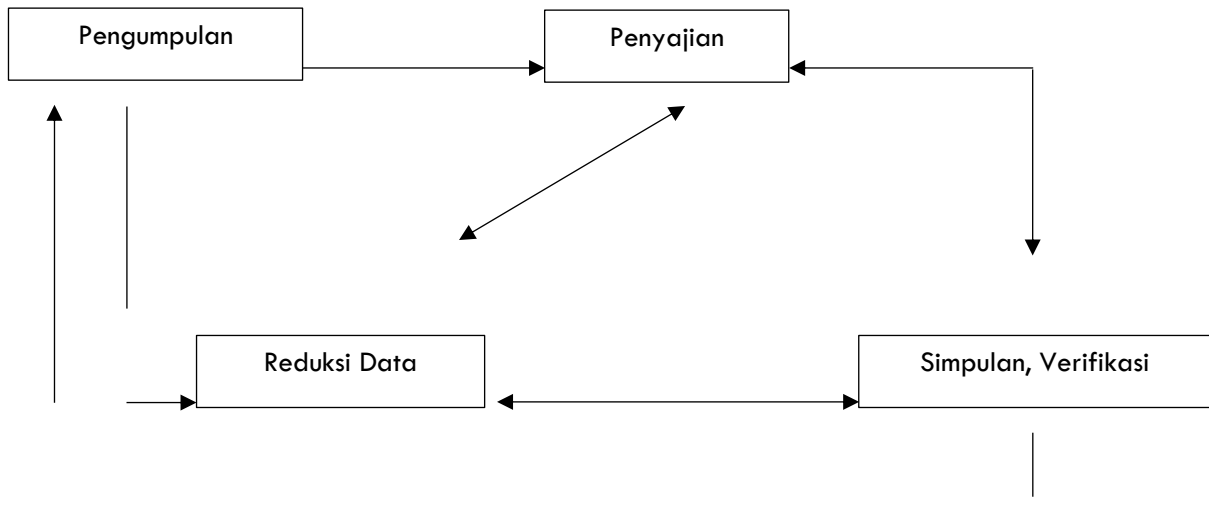 Pengumpulan
Penyajian
Reduksi Data
Simpulan, Verifikasi